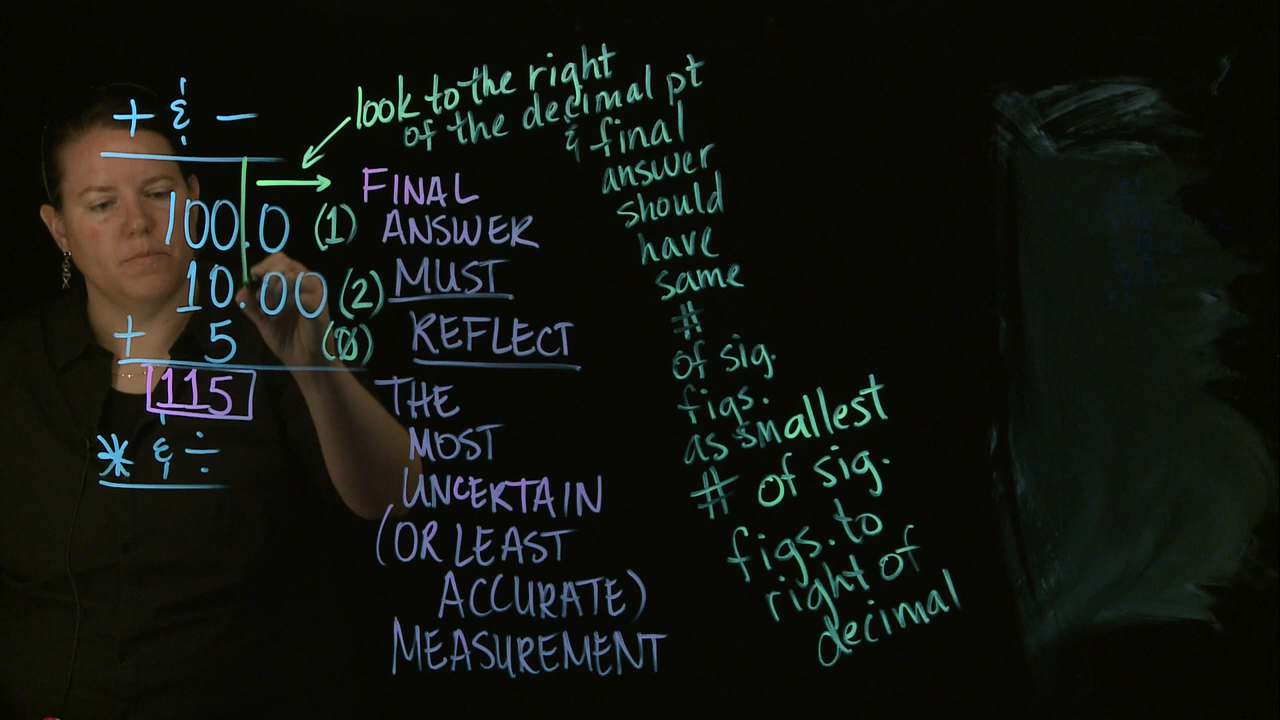 + & −
100.0 (1)
10.00 (2)
+ 5 (0)
115
* & ÷
look to the right
of the decimal pt
& final
answer
should
have
same
#
of sig.
figs.
as smallest
# of sig.
figs. to
right of
decimal
FINAL
ANSWER
MUST
REFLECT
THE
MOST
UNCERTAIN
(OR LEAST
ACCURATE)
MEASUREMENT